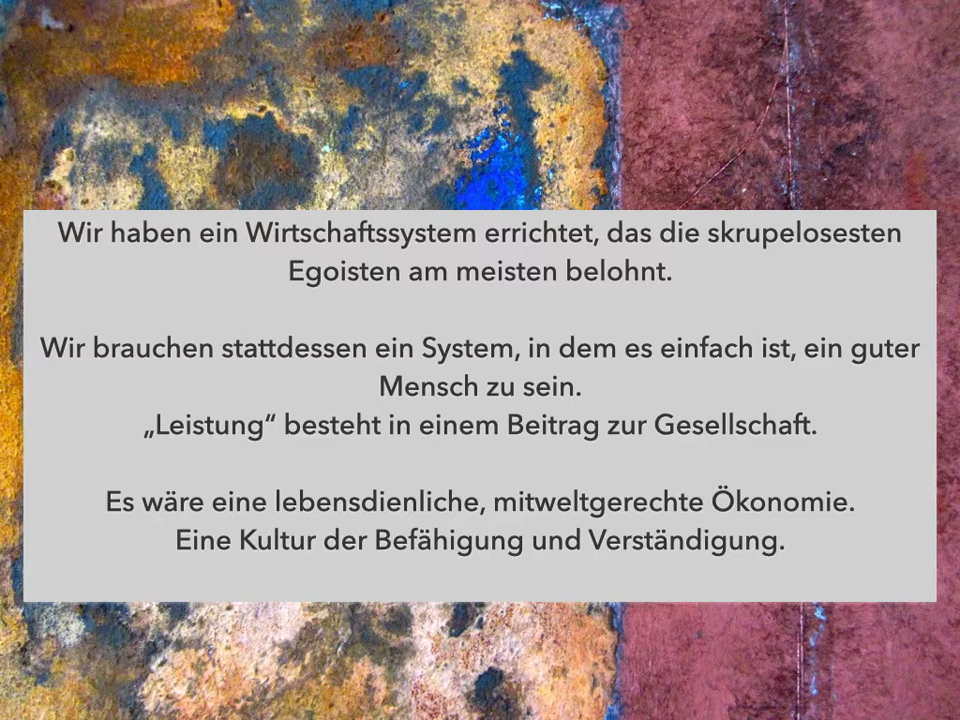 Wir haben ein Wirtschaftssystem errichtet, das die skrupelosesten
Egoisten am meisten belohnt.
Wir brauchen stattdessen ein System, in dem es einfach ist, ein guter
Mensch zu sein.
„Leistung“ besteht in einem Beitrag zur Gesellschaft.
Es wäre eine lebensdienliche, mitweltgerechte Ökonomie.
Eine Kultur der Befähigung und Verständigung.